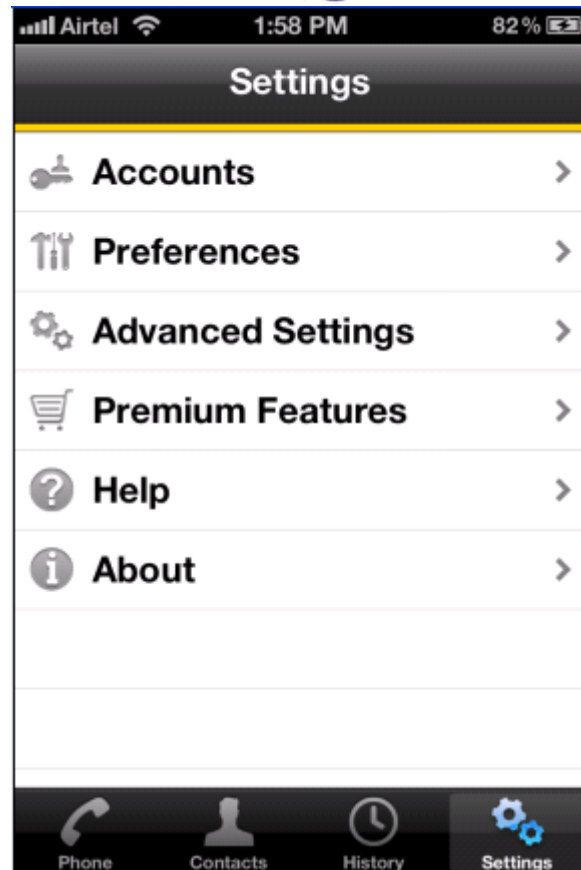 Airtel 1:58 PM 82%
Settings
Accounts
Preferences
Advanced Settings
Premium Features
Help
About
Phone Contacts History Settings